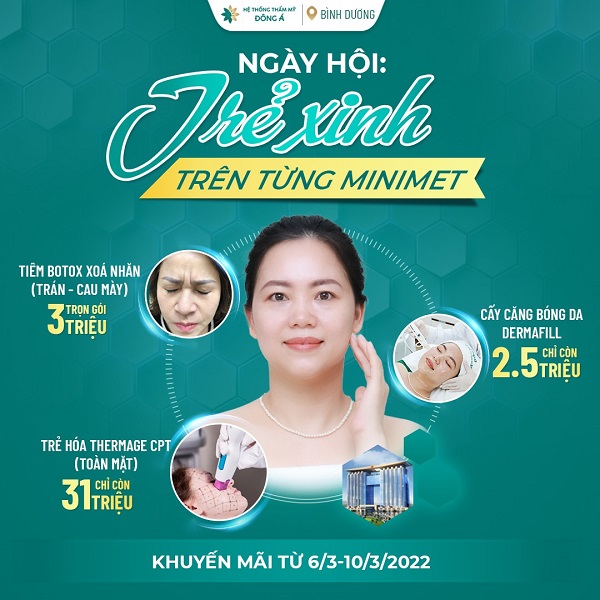 HỆ THỐNG THẨM MỸ
ĐÔNG Á
BÌNH DƯƠNG
NGÀY HỘI:
Trẻ xinh
TRÊN TỪNG MINIMET
TIÊM BOTOX XOÁ NHĂN
(TRÁN - CAU MÀY)
3 TRỌN GÓI
TRIỆU
CẤY CĂNG BÓNG DA
DERMAFILL
2.5 CHỈ CÒN
TRIỆU
TRẺ HÓA THERMAGE CPT
(TOÀN MẶT)
31 CHỈ CÒN
TRIỆU
KHUYẾN MÃI TỪ 6/3-10/3/2022